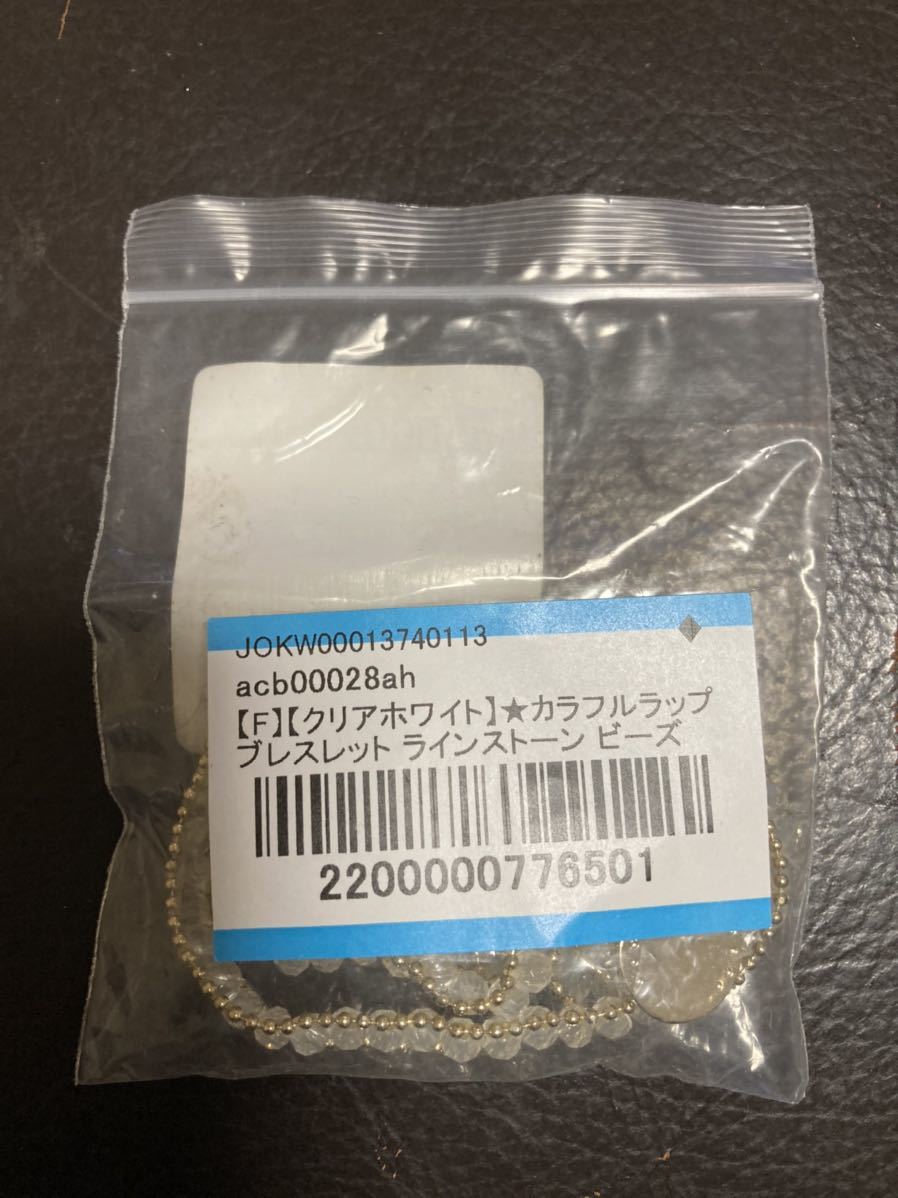 JOKW00013740113
acb00028ah
【F】【クリアホワイト】★カラフルラップ
ブレスレット ラインストーン ビーズ
2200000776501